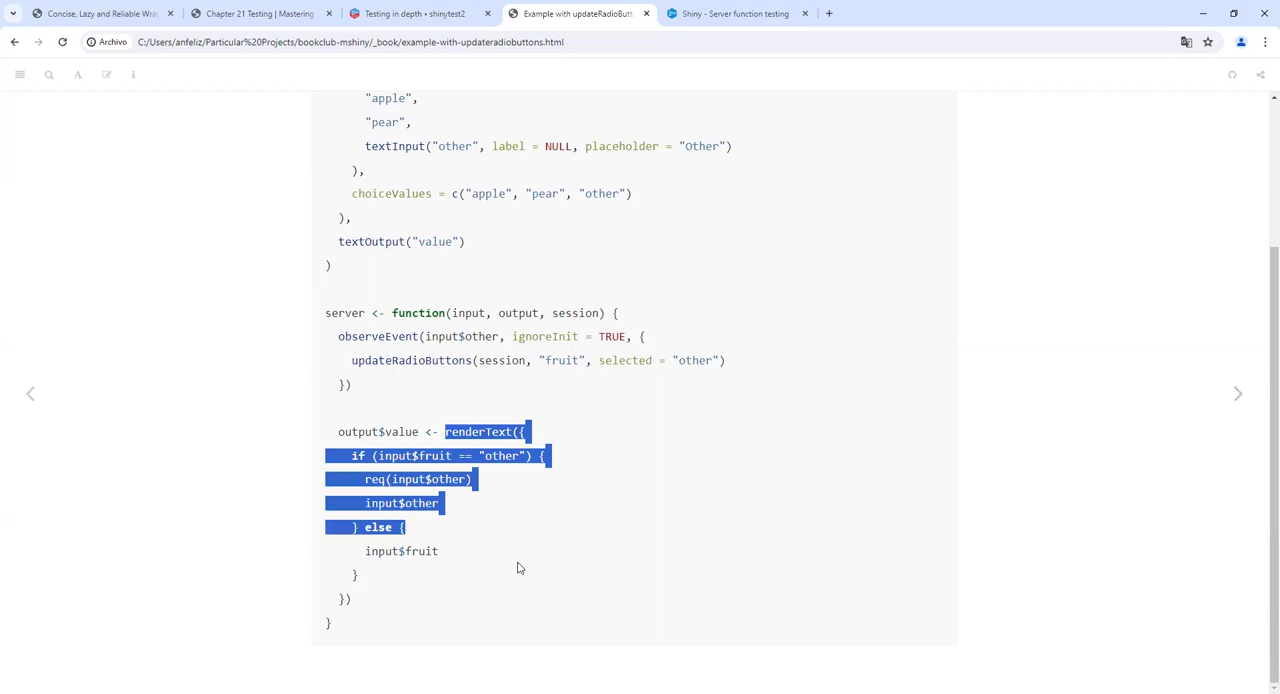 Concise, Lazy and Reliable Wra
Chapter 21 Testing | Mastering
Testing in depth • shinytest2
Example with updateRadioButto
Shiny - Server function testing
Archivo
C:/Users/anfeliz/Particular%20Projects/bookclub-mshiny/_book/example-with-updateradiobuttons.html
"apple",
"pear",
textInput("other", label = NULL, placeholder = "Other")
),
choiceValues = c("apple", "pear", "other")
),
textOutput("value")
)
server <- function(input, output, session) {
observeEvent(input$other, ignoreInit = TRUE, {
updateRadioButtons(session, "fruit", selected = "other")
})
output$value <- renderText({
if (input$fruit == "other") {
req(input$other)
input$other
} else {
input$fruit
}
})
}